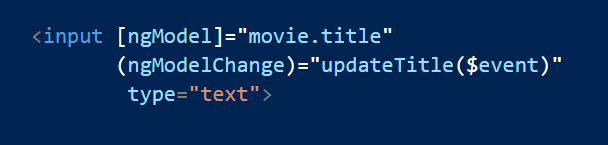 <input [ngModel]="movie.title"
(ngModelChange)="updateTitle($event)"
type="text">